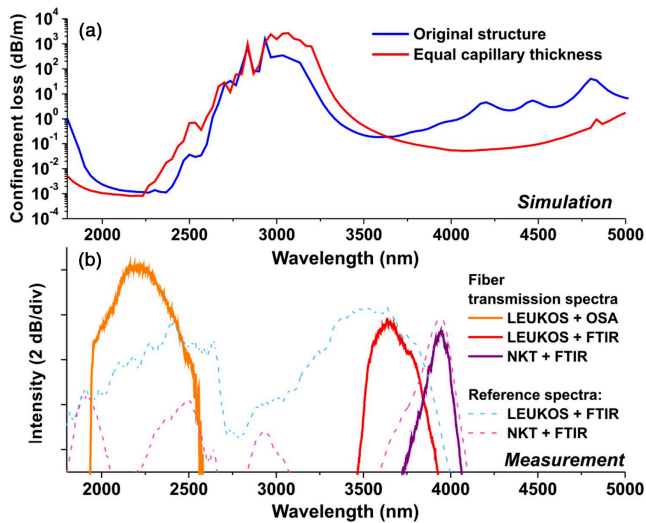 (a)
Original structure
Equal capillary thickness
Confinement loss (dB/m)
10⁴
10³
10²
10¹
10⁰
10⁻¹
10⁻²
10⁻³
10⁻⁴
Simulation
2000 2500 3000 3500 4000 4500 5000
Wavelength (nm)
(b)
Fiber
transmission spectra
LEUKOS + OSA
LEUKOS + FTIR
NKT + FTIR
Reference spectra:
LEUKOS + FTIR
NKT + FTIR
Intensity (2 dB/div)
Measurement
2000 2500 3000 3500 4000 4500 5000
Wavelength (nm)